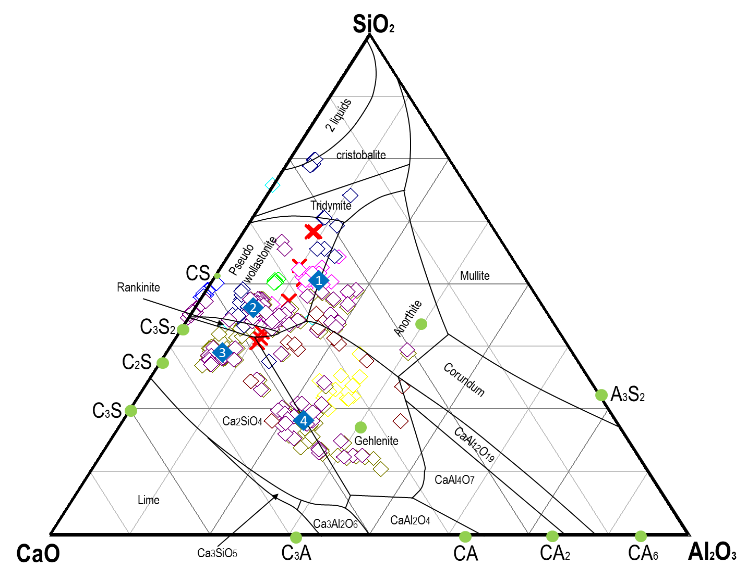 SiO₂
2 liquids
cristobalite
Tridymite
Pseudo
wollastonite
Mullite
CS
1
Rankinite
2
Anorthite
C₃S₂
3
C₂S
Corundum
A₃S₂
C₃S
Ca₂SiO₄
4
Gehlenite
CaAl₁₂O₁₉
CaAl₄O₇
Lime
Ca₃Al₂O₆
CaAl₂O₄
CaO
Ca₃SiO₅
C₃A
CA
CA₂
CA₆
Al₂O₃